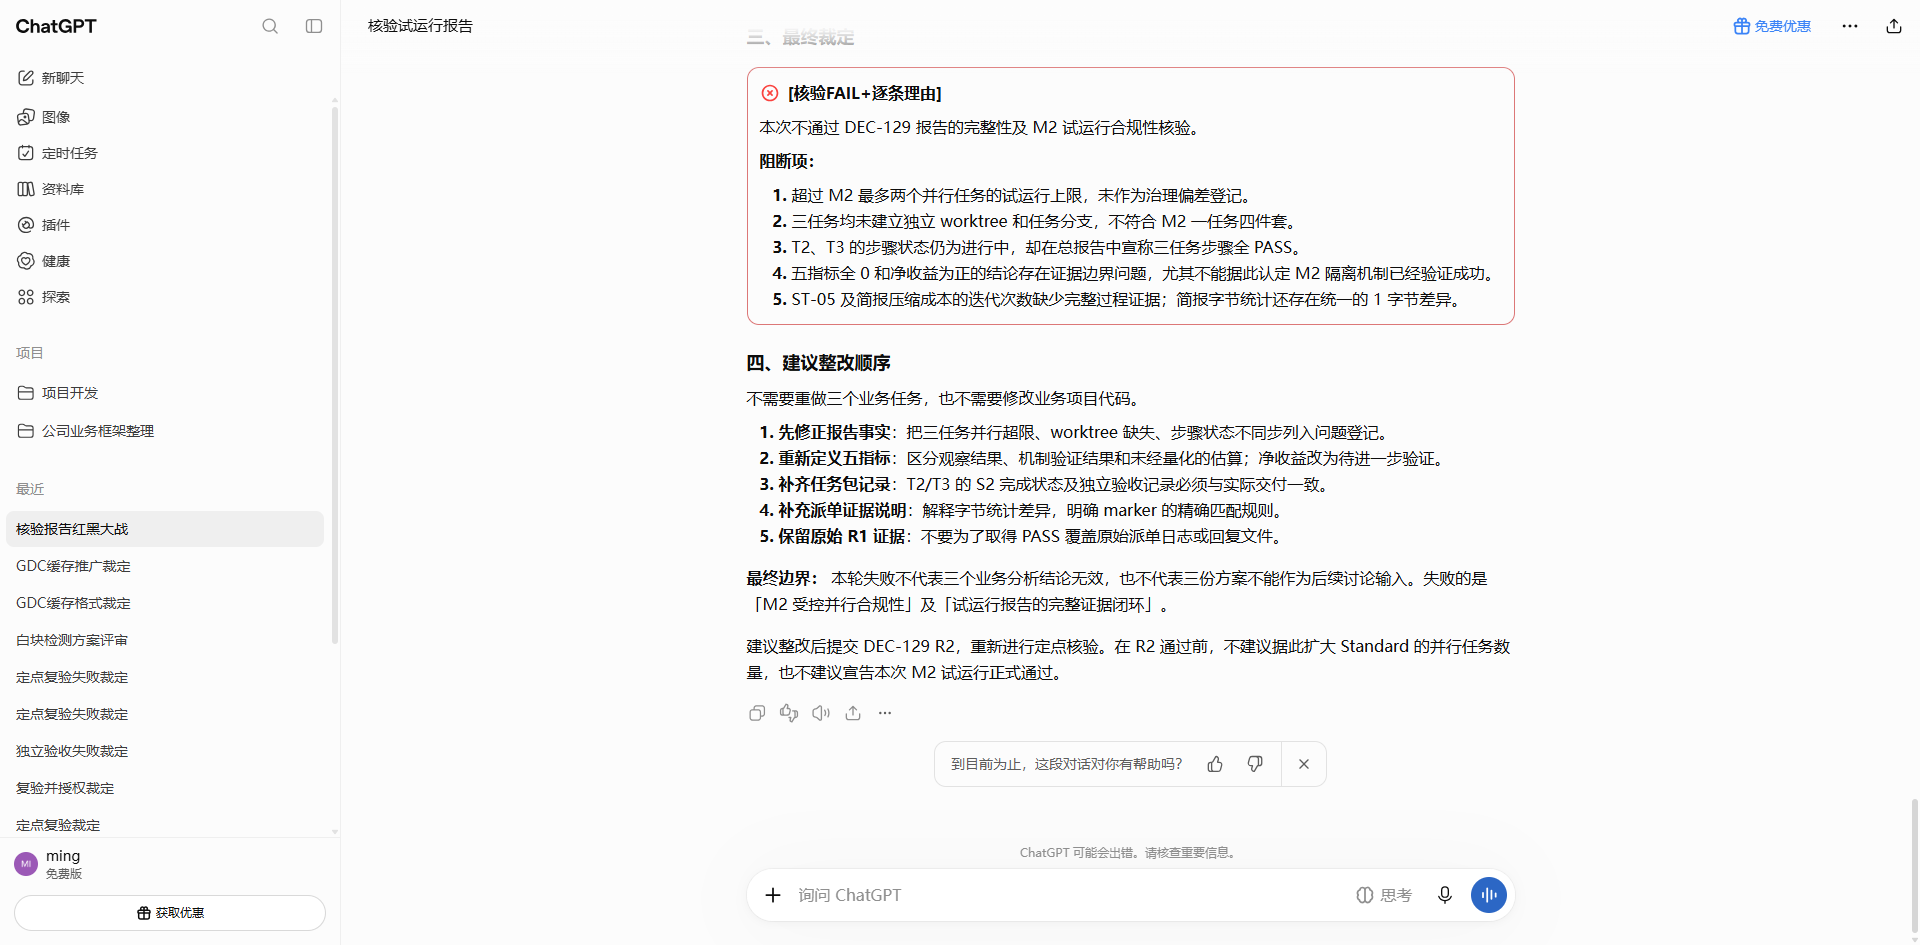 ChatGPT
新聊天
图像
定时任务
资料库
插件
健康
探索
项目
项目开发
公司业务框架整理
最近
核验报告红黑大战
GDC缓存推广裁定
GDC缓存格式裁定
白块检测方案评审
定点复验失败裁定
定点复验失败裁定
独立验收失败裁定
复验并授权裁定
定点复验裁定
MI
ming
免费版
获取优惠
核验试运行报告
免费优惠
三、最终裁定
[核验FAIL+逐条理由]
本次不通过 DEC-129 报告的完整性及 M2 试运行合规性核验。
阻断项：
1. 超过 M2 最多两个并行任务的试运行上限，未作为治理偏差登记。
2. 三任务均未建立独立 worktree 和任务分支，不符合 M2 一任务四件套。
3. T2、T3 的步骤状态仍为进行中，却在总报告中宣称三任务步骤全 PASS。
4. 五指标全 0 和净收益为正的结论存在证据边界问题，尤其不能据此认定 M2 隔离机制已经验证成功。
5. ST-05 及简报压缩成本的迭代次数缺少完整过程证据；简报字节统计还存在统一的 1 字节差异。
四、建议整改顺序
不需要重做三个业务任务，也不需要修改业务项目代码。
1. 先修正报告事实：把三任务并行超限、worktree 缺失、步骤状态不同步列入问题登记。
2. 重新定义五指标：区分观察结果、机制验证结果和未经量化的估算；净收益改为待进一步验证。
3. 补齐任务包记录：T2/T3 的 S2 完成状态及独立验收记录必须与实际交付一致。
4. 补充派单证据说明：解释字节统计差异，明确 marker 的精确匹配规则。
5. 保留原始 R1 证据：不要为了取得 PASS 覆盖原始派单日志或回复文件。
最终边界： 本轮失败不代表三个业务分析结论无效，也不代表三份方案不能作为后续讨论输入。失败的是
「M2 受控并行合规性」及「试运行报告的完整证据闭环」。
建议整改后提交 DEC-129 R2，重新进行定点核验。在 R2 通过前，不建议据此扩大 Standard 的并行任务数
量，也不建议宣告本次 M2 试运行正式通过。
到目前为止，这段对话对你有帮助吗？
ChatGPT 可能会出错。请核查重要信息。
询问 ChatGPT
思考